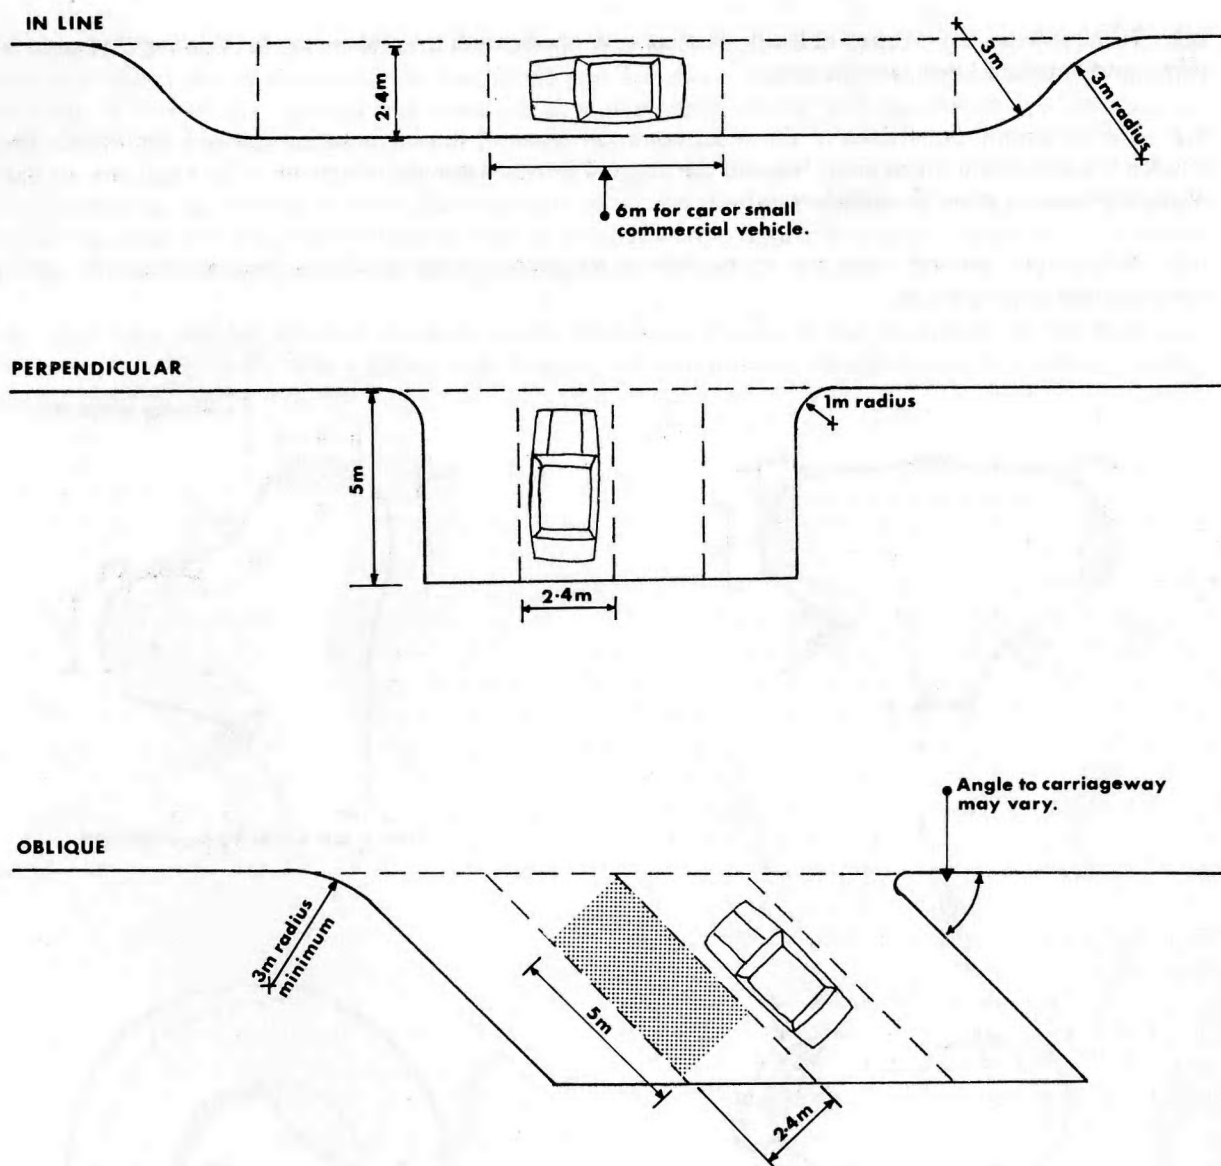 IN LINE
2·4m
3m
3m radius
6m for car or small
commercial vehicle.
PERPENDICULAR
1m radius
5m
2·4m
Angle to carriageway
may vary.
OBLIQUE
3m radius
minimum
5m
2·4m